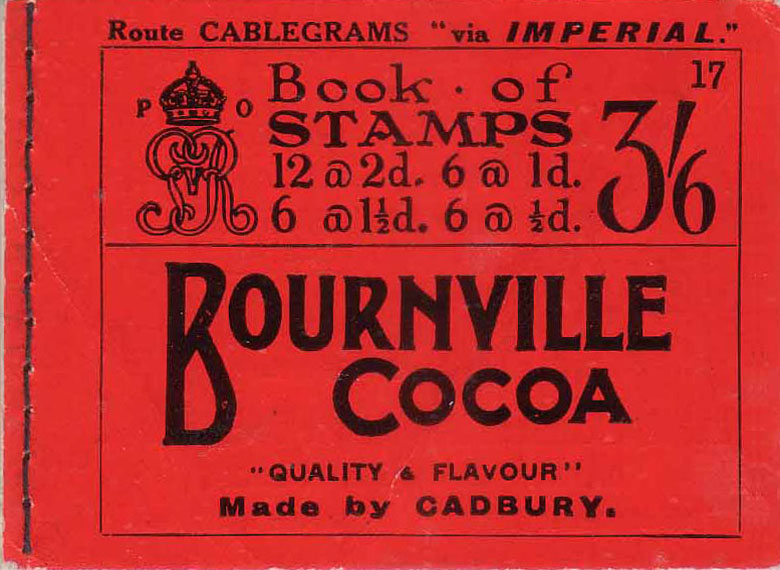 Route CABLEGRAMS "via IMPERIAL."
17
P O
Book · of
STAMPS
12 @ 2d. 6 @ 1d.
6 @ 1½d. 6 @ ½d.
3/6
BOURNVILLE
COCOA
"QUALITY & FLAVOUR"
Made by CADBURY.